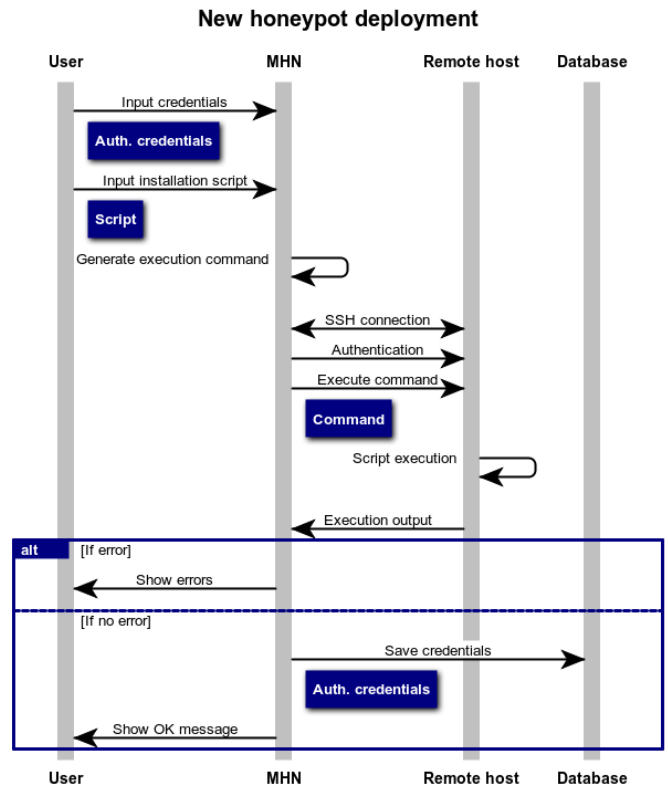 New honeypot deployment
User MHN Remote host Database
Input credentials
Auth. credentials
Input installation script
Script
Generate execution command
SSH connection
Authentication
Execute command
Command
Script execution
Execution output
alt [If error]
Show errors
[If no error]
Save credentials
Auth. credentials
Show OK message
User MHN Remote host Database